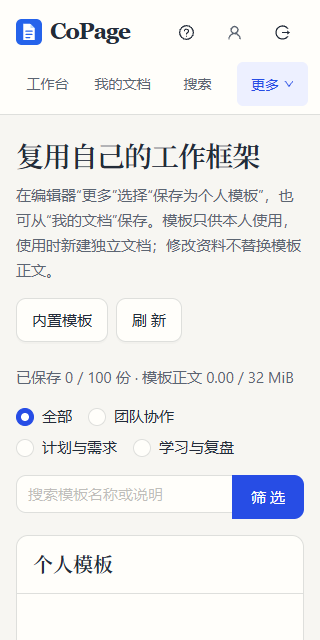 CoPage
工作台 我的文档 搜索 更多
复用自己的工作框架
在编辑器“更多”选择“保存为个人模板”，也
可从“我的文档”保存。模板只供本人使用，
使用时新建独立文档；修改资料不替换模板
正文。
内置模板 刷 新
已保存 0 / 100 份 · 模板正文 0.00 / 32 MiB
全部 团队协作
计划与需求 学习与复盘
搜索模板名称或说明 筛 选
个人模板